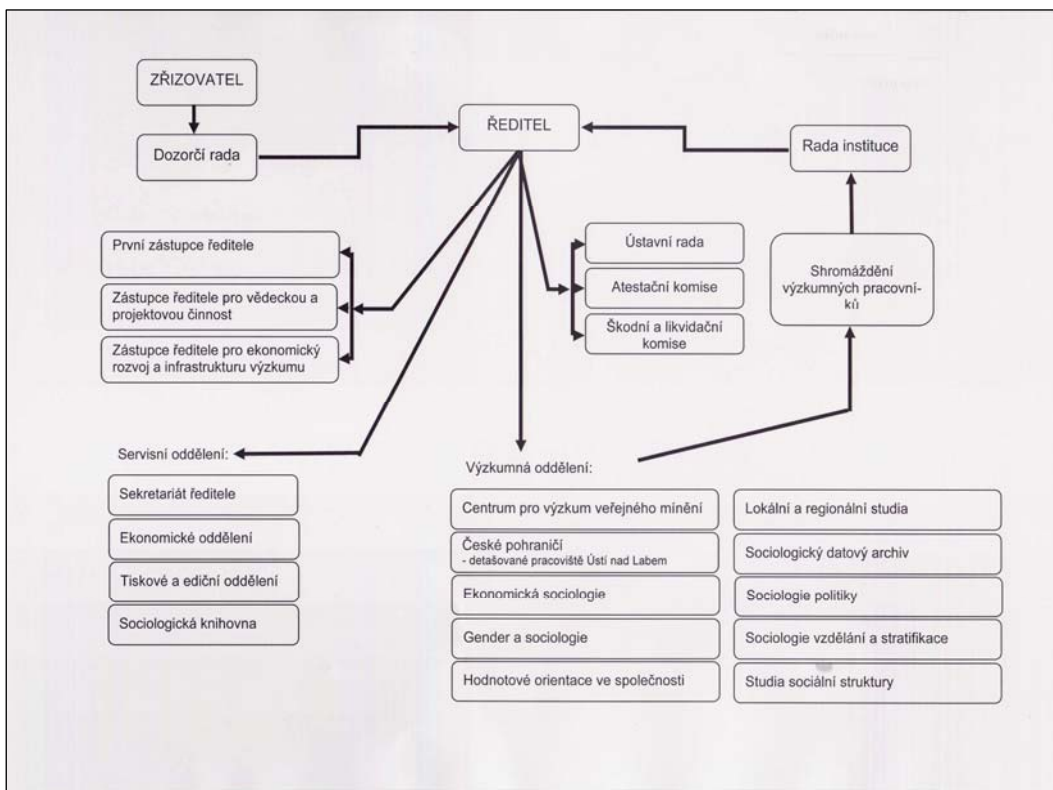 ZŘIZOVATEL
Dozorčí rada
ŘEDITEL
Rada instituce
První zástupce ředitele
Zástupce ředitele pro vědeckou a
projektovou činnost
Zástupce ředitele pro ekonomický
rozvoj a infrastrukturu výzkumu
Ústavní rada
Atestační komise
Škodní a likvidační
komise
Shromáždění
výzkumných pracovní-
ků
Servisní oddělení:
Sekretariát ředitele
Ekonomické oddělení
Tiskové a ediční oddělení
Sociologická knihovna
Výzkumná oddělení:
Centrum pro výzkum veřejného mínění
České pohraničí
- detašované pracoviště Ústí nad Labem
Ekonomická sociologie
Gender a sociologie
Hodnotové orientace ve společnosti
Lokální a regionální studia
Sociologický datový archiv
Sociologie politiky
Sociologie vzdělání a stratifikace
Studia sociální struktury